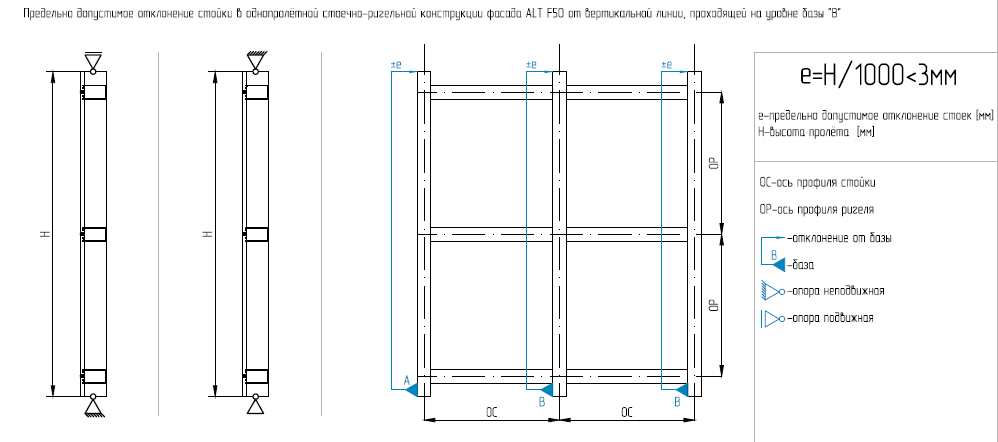 Предельно допустимое отклонение стойки в однопролётной стоечно-ригельной конструкции фасада ALT F50 от вертикальной линии, проходящей на уровне базы "В"
±e
±e
±e
e=H/1000<3мм
e-предельно допустимое отклонение стоек [мм]
H-высота пролёта [мм]
ОР
ОС-ось профиля стойки
ОР-ось профиля ригеля
H
H
-отклонение от базы
В
-база
-опора неподвижная
ОР
-опора подвижная
А
В
В
ОС
ОС